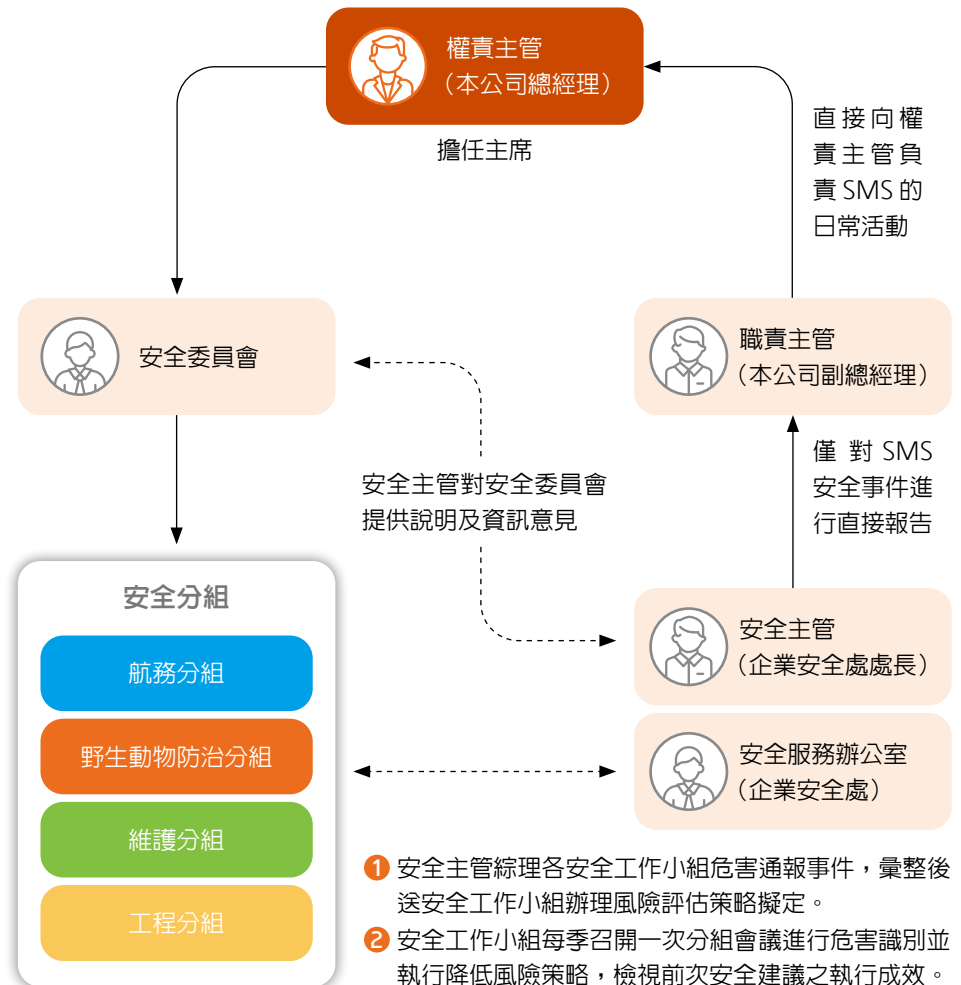 權責主管
（本公司總經理）
擔任主席
直接向權
責主管負
責 SMS 的
日常活動
安全委員會
職責主管
（本公司副總經理）
僅 對 SMS
安全事件進
行直接報告
安全主管對安全委員會
提供說明及資訊意見
安全分組
航務分組
野生動物防治分組
維護分組
工程分組
安全主管
（企業安全處處長）
安全服務辦公室
（企業安全處）
1 安全主管綜理各安全工作小組危害通報事件，彙整後
送安全工作小組辦理風險評估策略擬定。
2 安全工作小組每季召開一次分組會議進行危害識別並
執行降低風險策略，檢視前次安全建議之執行成效。